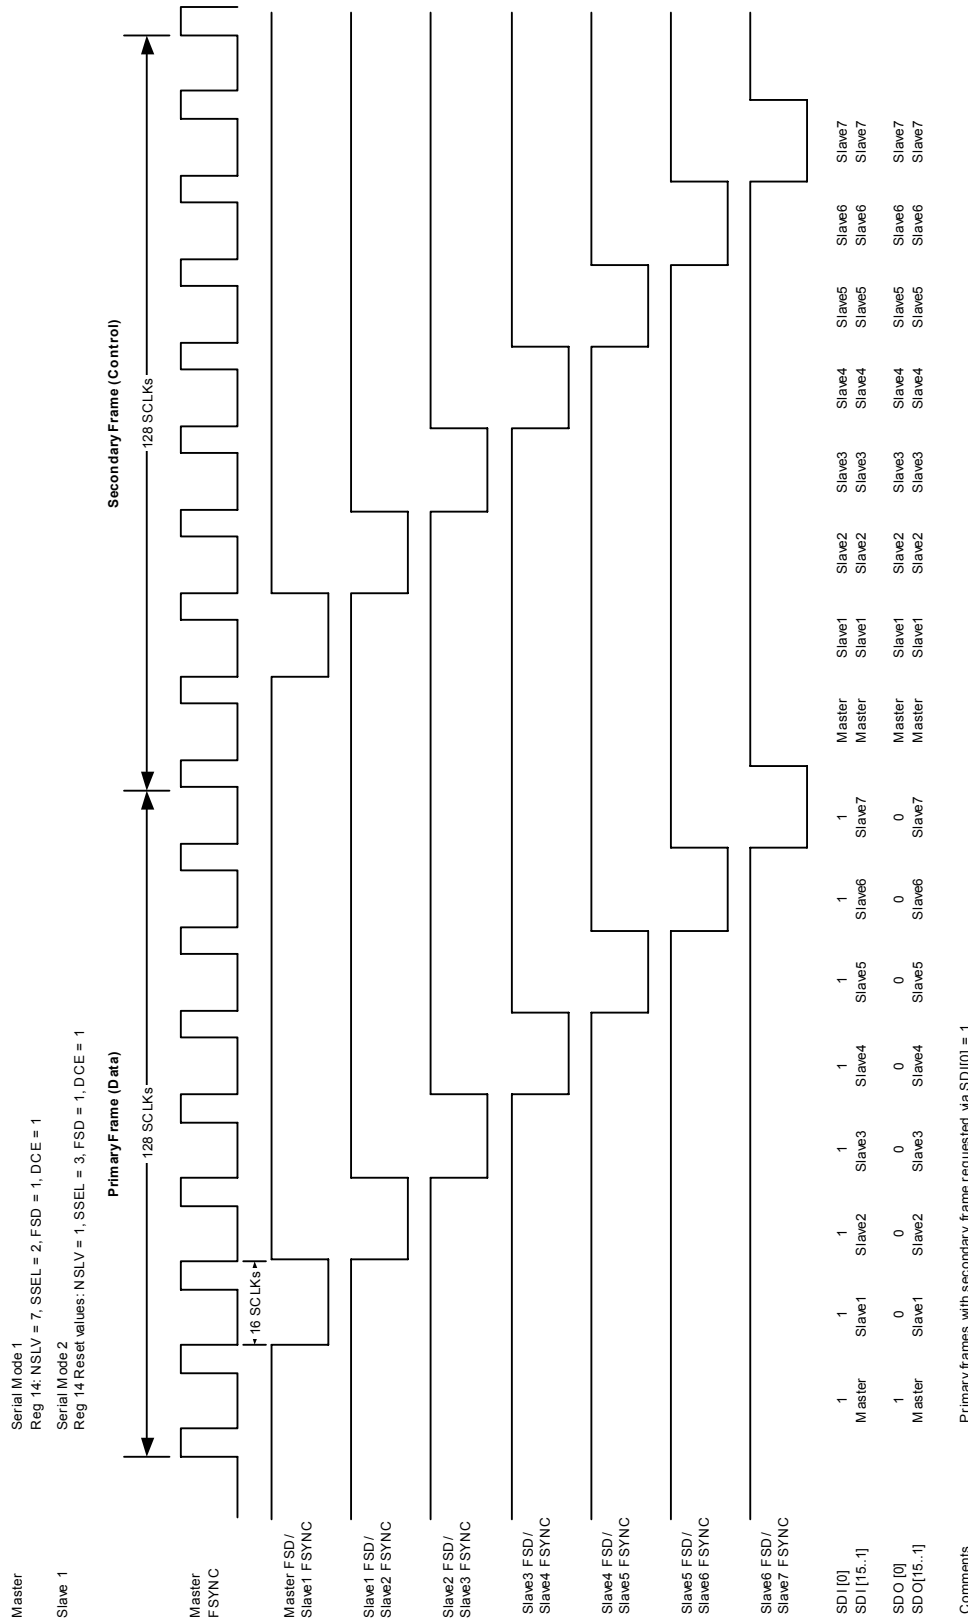 Master
Serial Mode 1
Reg 14: NSLV = 7, SSEL = 2, FSD = 1, DCE = 1
Slave 1
Serial Mode 2
Reg 14 Reset values: NSLV = 1, SSEL = 3, FSD = 1, DCE = 1
Primary Frame (Data)
Secondary Frame (Control)
128 SCLKs
128 SCLKs
Master
FSYNC
16 SCLKs
Master FSD/
Slave1 FSYNC
Slave1 FSD/
Slave2 FSYNC
Slave2 FSD/
Slave3 FSYNC
Slave3 FSD/
Slave4 FSYNC
Slave4 FSD/
Slave5 FSYNC
Slave5 FSD/
Slave6 FSYNC
Slave6 FSD/
Slave7 FSYNC
SDI [0] 1 1 1 1 1 1 1 1 Master Slave1 Slave2 Slave3 Slave4 Slave5 Slave6 Slave7
SDI [15..1] Master Slave1 Slave2 Slave3 Slave4 Slave5 Slave6 Slave7 Master Slave1 Slave2 Slave3 Slave4 Slave5 Slave6 Slave7
SDO [0] 1 0 0 0 0 0 0 0 Master Slave1 Slave2 Slave3 Slave4 Slave5 Slave6 Slave7
SDO[15..1] Master Slave1 Slave2 Slave3 Slave4 Slave5 Slave6 Slave7 Master Slave1 Slave2 Slave3 Slave4 Slave5 Slave6 Slave7
Comments Primary frames, with secondary frame requested via SDI[0] = 1